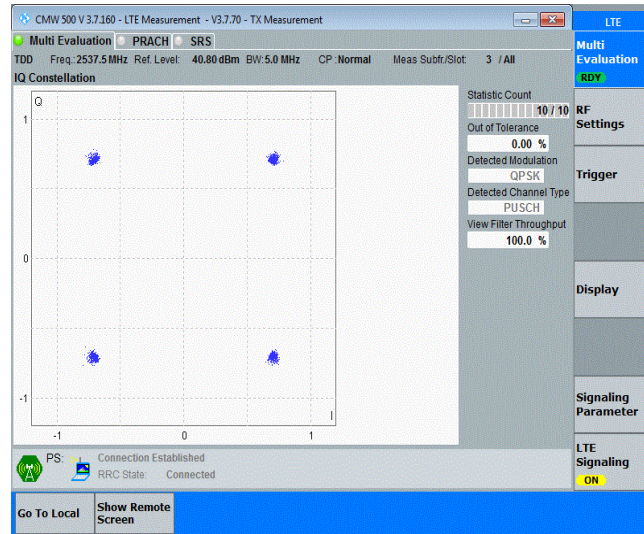 CMW 500 V 3.7.160 - LTE Measurement - V3.7.70 - TX Measurement
Multi Evaluation PRACH SRS
TDD Freq.: 2537.5 MHz Ref. Level: 40.80 dBm BW: 5.0 MHz CP : Normal Meas Subfr./Slot: 3 / All
IQ Constellation
Q
1
0
-1
I
-1 0 1
Statistic Count
10 / 10
Out of Tolerance
0.00 %
Detected Modulation
QPSK
Detected Channel Type
PUSCH
View Filter Throughput
100.0 %
PS: Connection Established
RRC State: Connected
LTE
Multi
Evaluation
RDY
RF
Settings
Trigger
Display
Signaling
Parameter
LTE
Signaling
ON
Go To Local
Show Remote
Screen